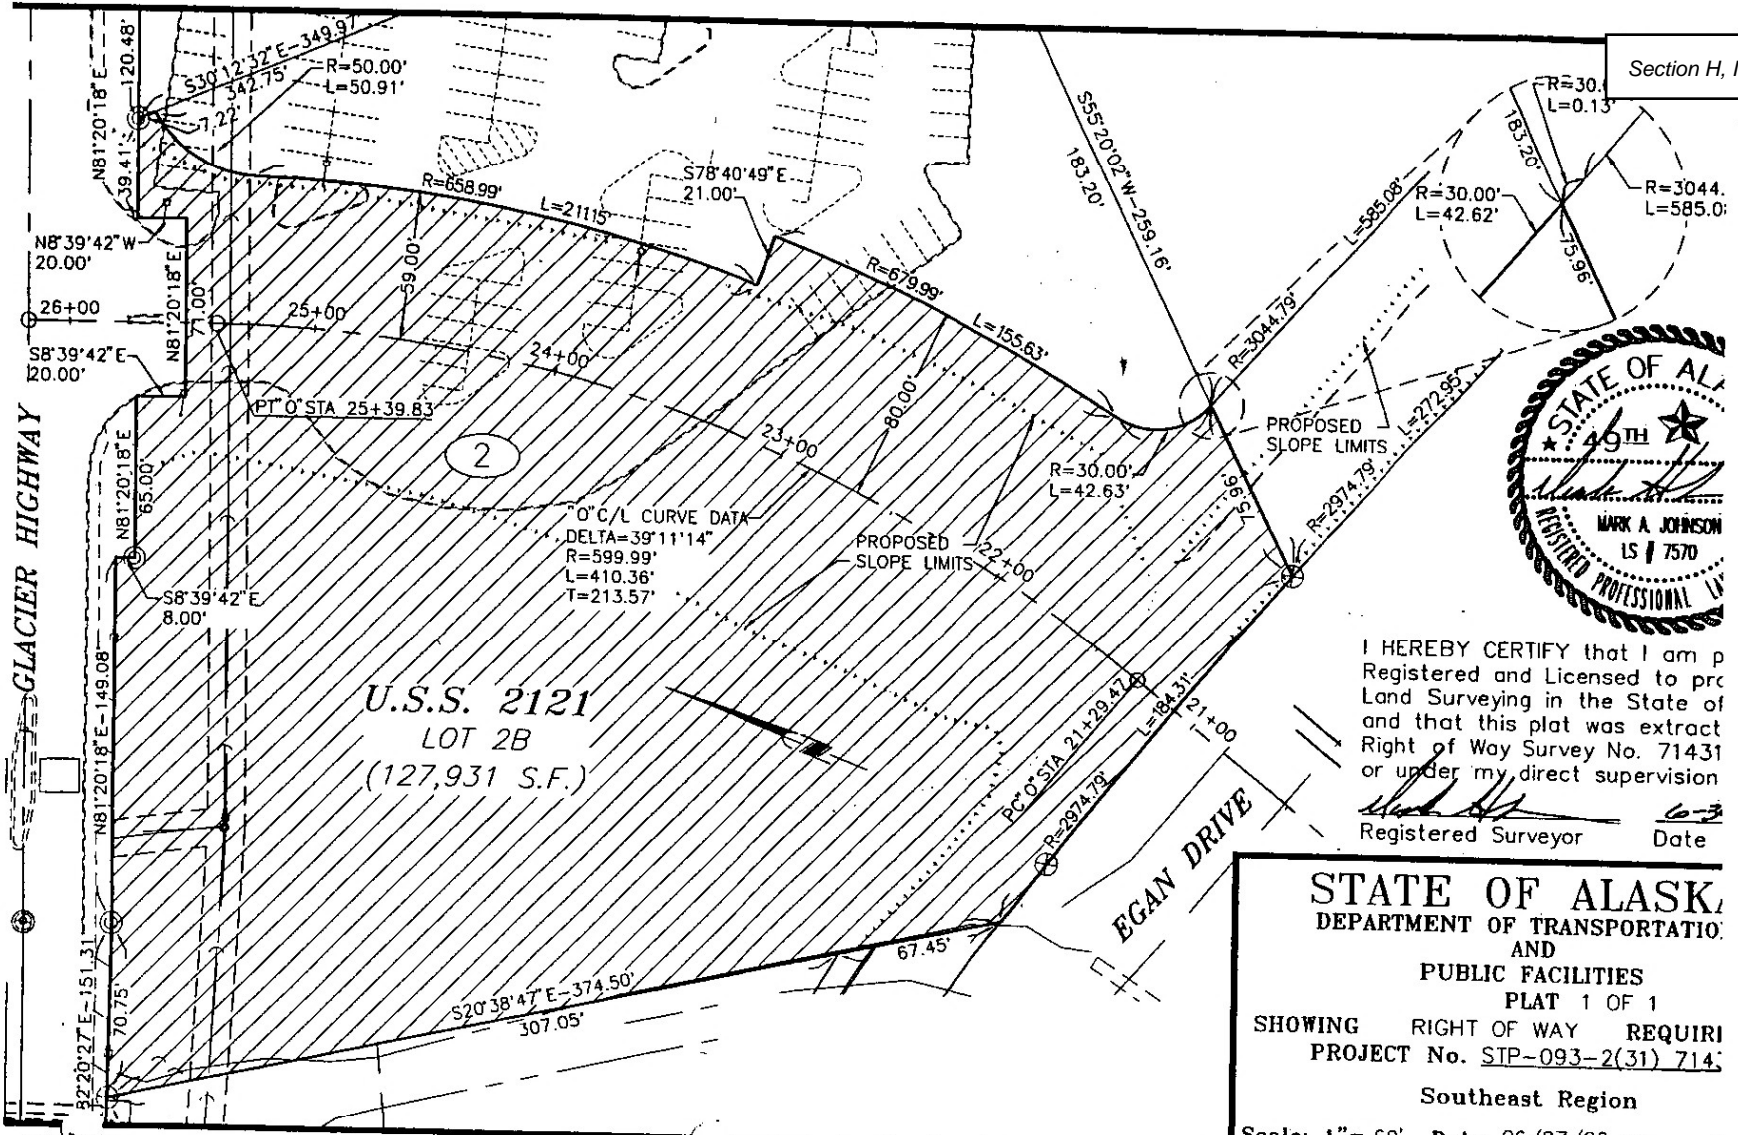 Section H, I
N81°20'18"E
120.48'
S30°12'32"E-349.97
342.75'
7.22'
R=50.00'
L=50.91'
39.41'
N8°39'42"W
20.00'
26+00
N81°20'18"E
71.00'
S8°39'42"E
20.00'
GLACIER HIGHWAY
N81°20'18"E
65.00'
S8°39'42"E
8.00'
N81°20'18"E-149.08'
82°20'27"E-151.31'
70.75'
R=658.99'
L=211.15'
59.00'
S78°40'49"E
21.00'
25+00
24+00
23+00
22+00
21+00
PT "O" STA 25+39.83
2
R=679.99'
L=155.63'
80.00'
S55°20'02"W-259.16'
183.20'
R=3044.79'
L=585.08'
R=30.00'
L=42.63'
75.96'
PROPOSED
SLOPE LIMITS
L=272.95'
R=2974.79'
"O" C/L CURVE DATA
DELTA=39°11'14"
R=599.99'
L=410.36'
T=213.57'
PROPOSED
SLOPE LIMITS
U.S.S. 2121
LOT 2B
(127,931 S.F.)
PC "O" STA 21+29.47
L=184.31'
R=2974.79'
67.45'
S20°38'47"E-374.50'
307.05'
EGAN DRIVE
R=30.0
L=0.13'
183.20'
R=30.00'
L=42.62'
R=3044.
L=585.0
75.96'
STATE OF ALA
49TH
MARK A. JOHNSON
LS # 7570
REGISTERED PROFESSIONAL LA
I HEREBY CERTIFY that I am p
Registered and Licensed to pro
Land Surveying in the State of
and that this plat was extract
Right of Way Survey No. 71431
or under my direct supervision
6-3
Registered Surveyor Date
STATE OF ALASKA
DEPARTMENT OF TRANSPORTATIO
AND
PUBLIC FACILITIES
PLAT 1 OF 1
SHOWING RIGHT OF WAY REQUIRI
PROJECT No. STP-093-2(31) 714
Southeast Region